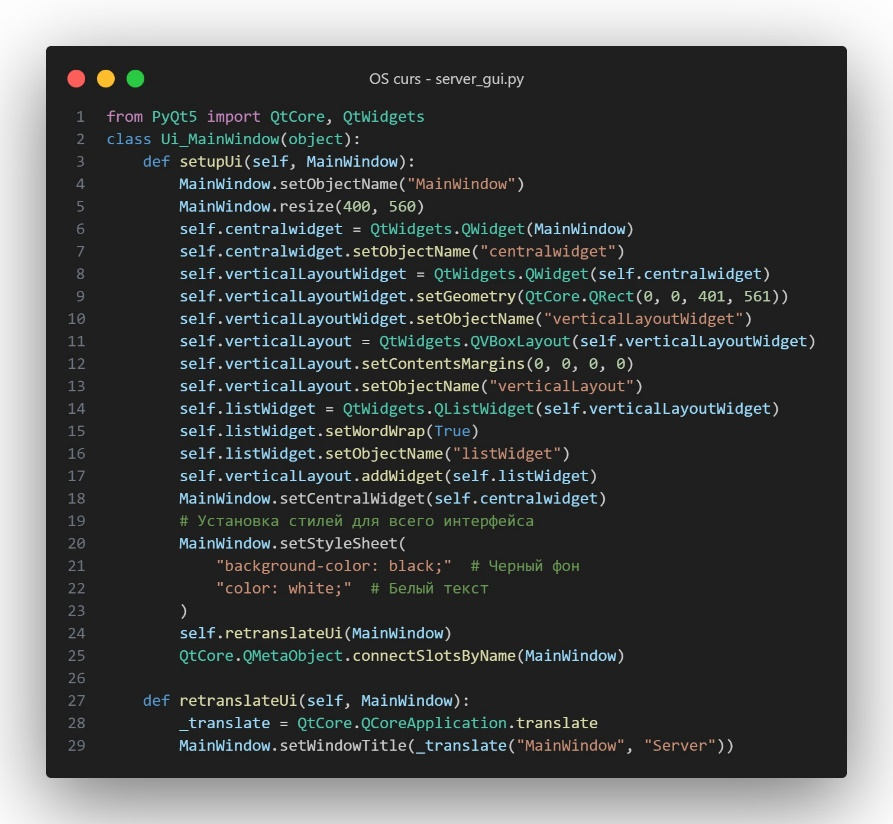 OS curs - server_gui.py
1 from PyQt5 import QtCore, QtWidgets
2 class Ui_MainWindow(object):
3     def setupUi(self, MainWindow):
4         MainWindow.setObjectName("MainWindow")
5         MainWindow.resize(400, 560)
6         self.centralwidget = QtWidgets.QWidget(MainWindow)
7         self.centralwidget.setObjectName("centralwidget")
8         self.verticalLayoutWidget = QtWidgets.QWidget(self.centralwidget)
9         self.verticalLayoutWidget.setGeometry(QtCore.QRect(0, 0, 401, 561))
10         self.verticalLayoutWidget.setObjectName("verticalLayoutWidget")
11         self.verticalLayout = QtWidgets.QVBoxLayout(self.verticalLayoutWidget)
12         self.verticalLayout.setContentsMargins(0, 0, 0, 0)
13         self.verticalLayout.setObjectName("verticalLayout")
14         self.listWidget = QtWidgets.QListWidget(self.verticalLayoutWidget)
15         self.listWidget.setWordWrap(True)
16         self.listWidget.setObjectName("listWidget")
17         self.verticalLayout.addWidget(self.listWidget)
18         MainWindow.setCentralWidget(self.centralwidget)
19         # Установка стилей для всего интерфейса
20         MainWindow.setStyleSheet(
21             "background-color: black;"  # Черный фон
22             "color: white;"  # Белый текст
23         )
24         self.retranslateUi(MainWindow)
25         QtCore.QMetaObject.connectSlotsByName(MainWindow)
26
27     def retranslateUi(self, MainWindow):
28         _translate = QtCore.QCoreApplication.translate
29         MainWindow.setWindowTitle(_translate("MainWindow", "Server"))